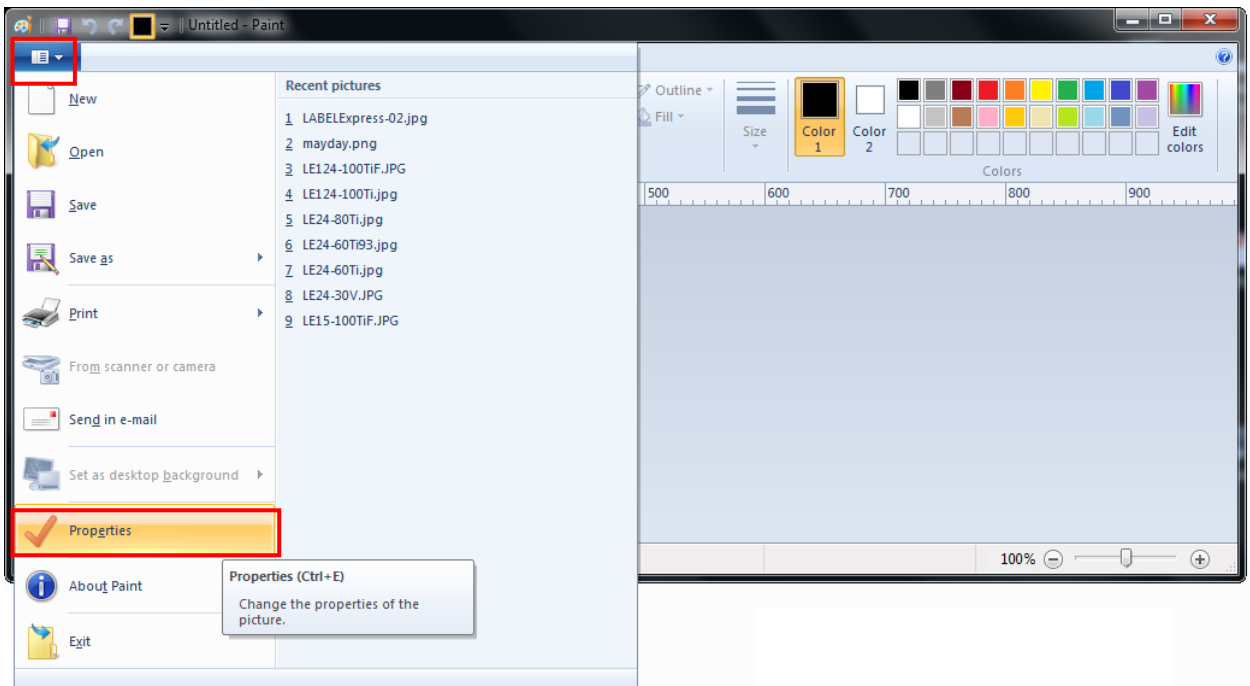 Untitled - Paint
New
Open
Save
Save as
Print
From scanner or camera
Send in e-mail
Set as desktop background
Properties
About Paint
Exit
Recent pictures
1 LABELExpress-02.jpg
2 mayday.png
3 LE124-100TiF.JPG
4 LE124-100Ti.jpg
5 LE24-80Ti.jpg
6 LE24-60Ti93.jpg
7 LE24-60Ti.jpg
8 LE24-30V.JPG
9 LE15-100TiF.JPG
Properties (Ctrl+E)
Change the properties of the
picture.
Outline
Fill
Size
Color
1
Color
2
Edit
colors
Colors
500 600 700 800 900
100%